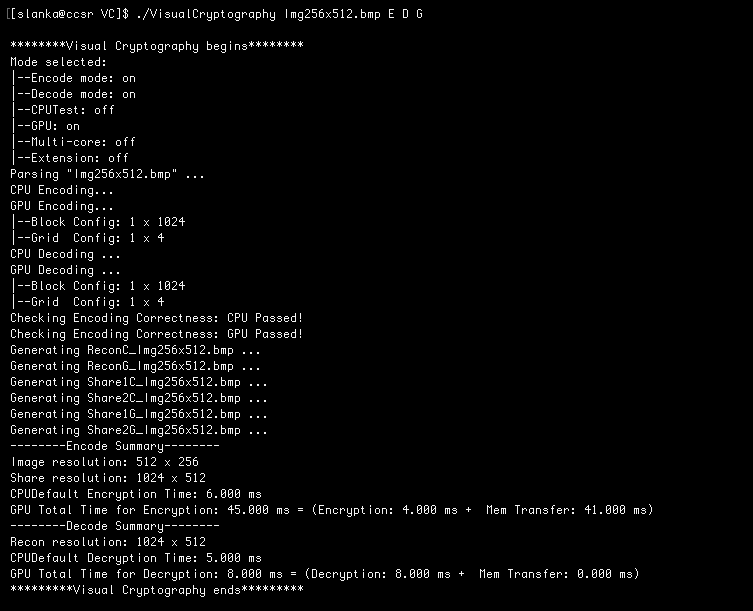 [[slanka@ccsr VC]$ ./VisualCryptography Img256x512.bmp E D G
********Visual Cryptography begins********
Mode selected:
|--Encode mode: on
|--Decode mode: on
|--CPUTest: off
|--GPU: on
|--Multi-core: off
|--Extension: off
Parsing "Img256x512.bmp" ...
CPU Encoding...
GPU Encoding...
|--Block Config: 1 x 1024
|--Grid  Config: 1 x 4
CPU Decoding ...
GPU Decoding ...
|--Block Config: 1 x 1024
|--Grid  Config: 1 x 4
Checking Encoding Correctness: CPU Passed!
Checking Encoding Correctness: GPU Passed!
Generating ReconC_Img256x512.bmp ...
Generating ReconG_Img256x512.bmp ...
Generating Share1C_Img256x512.bmp ...
Generating Share2C_Img256x512.bmp ...
Generating Share1G_Img256x512.bmp ...
Generating Share2G_Img256x512.bmp ...
--------Encode Summary--------
Image resolution: 512 x 256
Share resolution: 1024 x 512
CPUDefault Encryption Time: 6.000 ms
GPU Total Time for Encryption: 45.000 ms = (Encryption: 4.000 ms +  Mem Transfer: 41.000 ms)
--------Decode Summary--------
Recon resolution: 1024 x 512
CPUDefault Decryption Time: 5.000 ms
GPU Total Time for Decryption: 8.000 ms = (Decryption: 8.000 ms +  Mem Transfer: 0.000 ms)
*********Visual Cryptography ends*********